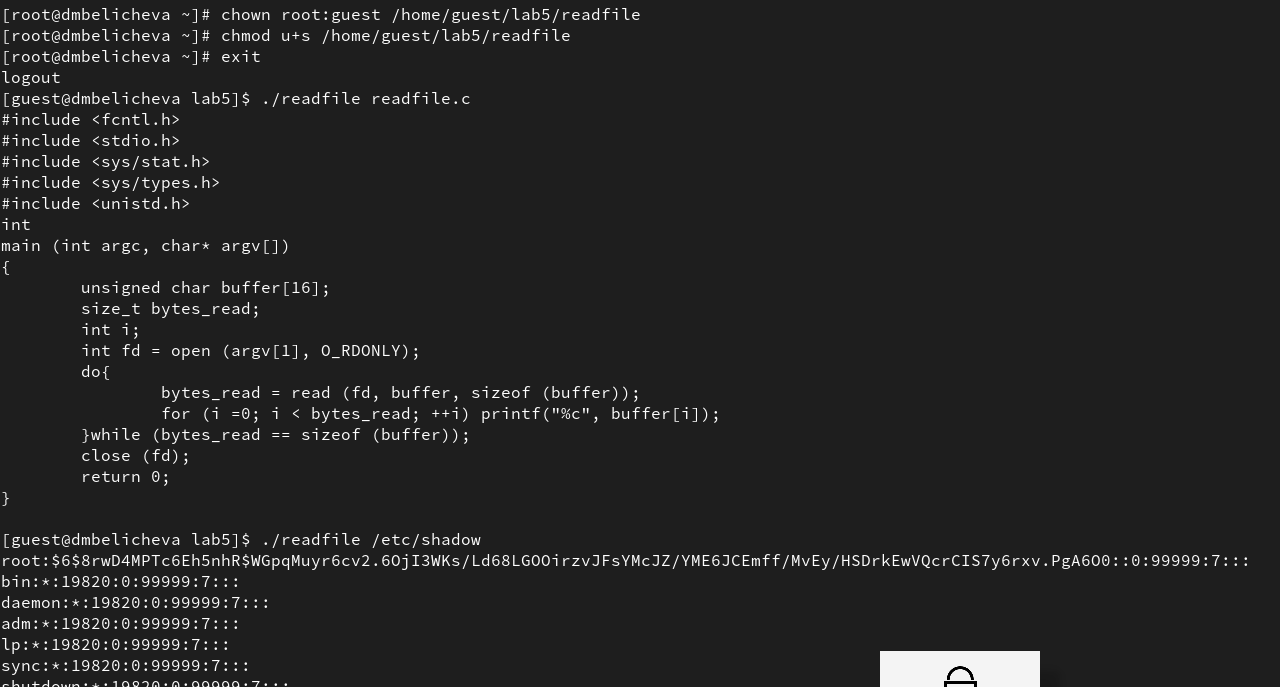 [root@dmbelicheva ~]# chown root:guest /home/guest/lab5/readfile
[root@dmbelicheva ~]# chmod u+s /home/guest/lab5/readfile
[root@dmbelicheva ~]# exit
logout
[guest@dmbelicheva lab5]$ ./readfile readfile.c
#include <fcntl.h>
#include <stdio.h>
#include <sys/stat.h>
#include <sys/types.h>
#include <unistd.h>
int
main (int argc, char* argv[])
{
        unsigned char buffer[16];
        size_t bytes_read;
        int i;
        int fd = open (argv[1], O_RDONLY);
        do{
                bytes_read = read (fd, buffer, sizeof (buffer));
                for (i =0; i < bytes_read; ++i) printf("%c", buffer[i]);
        }while (bytes_read == sizeof (buffer));
        close (fd);
        return 0;
}
[guest@dmbelicheva lab5]$ ./readfile /etc/shadow
root:$6$8rwD4MPTc6Eh5nhR$WGpqMuyr6cv2.6OjI3WKs/Ld68LGOOirzvJFsYMcJZ/YME6JCEmff/MvEy/HSDrkEwVQcrCIS7y6rxv.PgA6O0::0:99999:7:::
bin:*:19820:0:99999:7:::
daemon:*:19820:0:99999:7:::
adm:*:19820:0:99999:7:::
lp:*:19820:0:99999:7:::
sync:*:19820:0:99999:7:::
shutdown:*:19820:0:99999:7:::